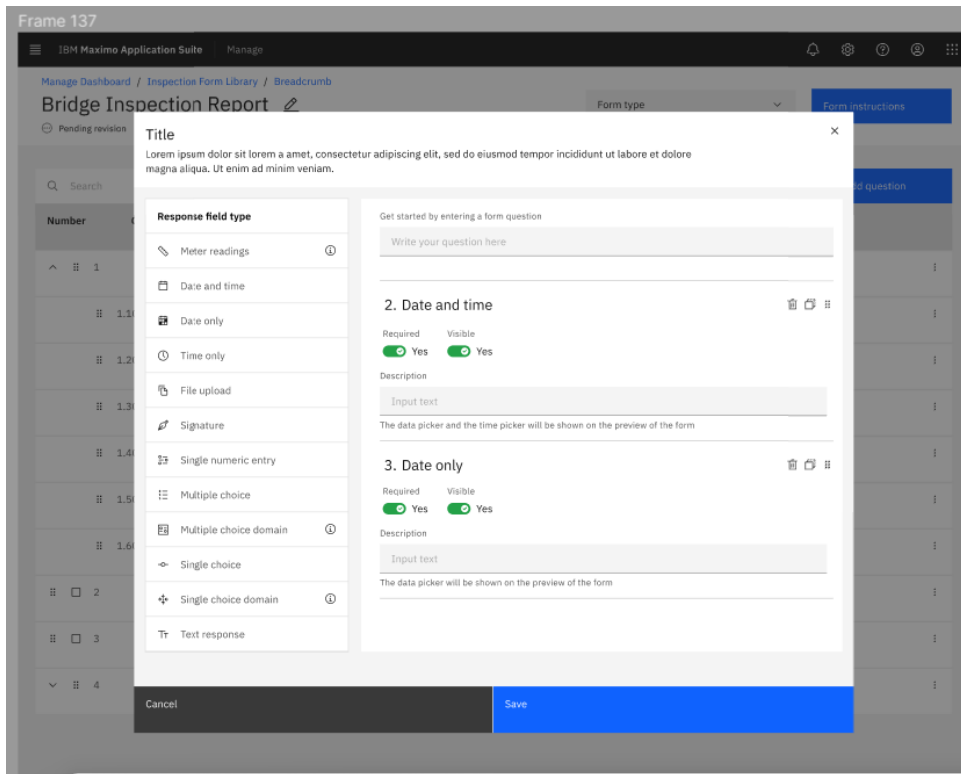 Frame 137
IBM Maximo Application Suite Manage
Manage Dashboard / Inspection Form Library / Breadcrumb
Bridge Inspection Report
Form type
Form instructions
Pending revision
Search
question
Number
1
2
3
4
Title
Lorem ipsum dolor sit lorem a amet, consectetur adipiscing elit, sed do eiusmod tempor incididunt ut labore et dolore
magna aliqua. Ut enim ad minim veniam.
Response field type
Meter readings
Date and time
Date only
Time only
File upload
Signature
Single numeric entry
Multiple choice
Multiple choice domain
Single choice
Single choice domain
Tт Text response
Get started by entering a form question
Write your question here
2. Date and time
Required Visible
Yes Yes
Description
Input text
The data picker and the time picker will be shown on the preview of the form
3. Date only
Required Visible
Yes Yes
Description
Input text
The data picker will be shown on the preview of the form
Cancel
Save